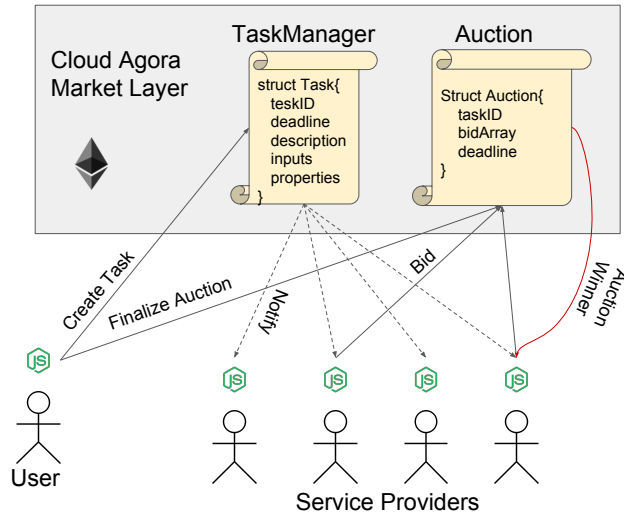 TaskManager
Auction
Cloud Agora
Market Layer
struct Task{
teskID
deadline
description
inputs
properties
}
Struct Auction{
taskID
bidArray
deadline
}
Create Task
Finalize Auction
Notify
Bid
Auction
Winner
JS
JS
JS
JS
JS
User
Service Providers